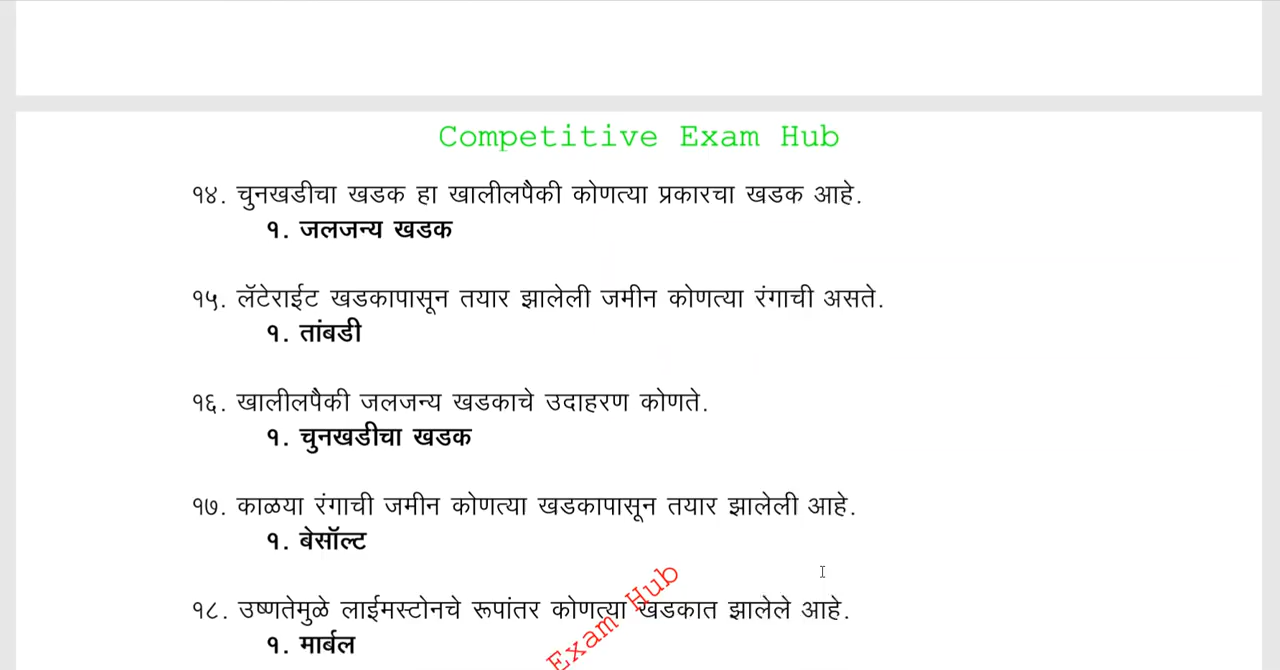 Competitive Exam Hub
१४. चुनखडीचा खडक हा खालीलपैकी कोणत्या प्रकारचा खडक आहे.
१. जलजन्य खडक
१५. लॅटेराईट खडकापासून तयार झालेली जमीन कोणत्या रंगाची असते.
१. तांबडी
१६. खालीलपैकी जलजन्य खडकाचे उदाहरण कोणते.
१. चुनखडीचा खडक
१७. काळया रंगाची जमीन कोणत्या खडकापासून तयार झालेली आहे.
१. बेसॉल्ट
१८. उष्णतेमुळे लाईमस्टोनचे रूपांतर कोणत्या खडकात झालेले आहे.
१. मार्बल
Exam Hub